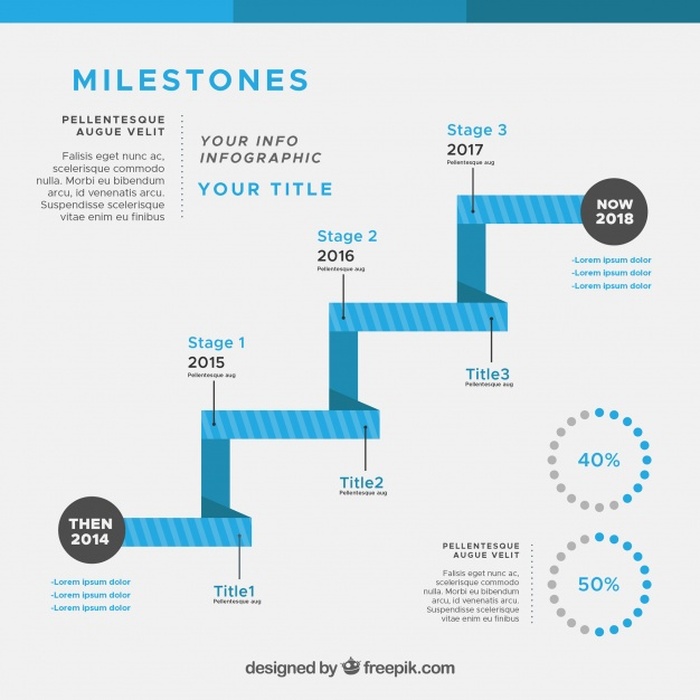 MILESTONES
PELLENTESQUE
AUGUE VELIT
Falisis eget nunc ac,
scelerisque commodo
nulla. Morbi eu bibendum
arcu, id venenatis arcu.
Suspendisse scelerisque
vitae enim eu finibus
YOUR INFO
INFOGRAPHIC
YOUR TITLE
Stage 3
2017
Pellentesque aug
NOW
2018
-Lorem ipsum dolor
-Lorem ipsum dolor
-Lorem ipsum dolor
Stage 2
2016
Pellentesque aug
Title3
Pellentesque aug
Stage 1
2015
Pellentesque aug
Title2
Pellentesque aug
THEN
2014
-Lorem ipsum dolor
-Lorem ipsum dolor
-Lorem ipsum dolor
Title1
Pellentesque aug
40%
PELLENTESQUE
AUGUE VELIT
Falisis eget nunc ac,
scelerisque commodo
nulla. Morbi eu bibendum
arcu, id venenatis arcu.
Suspendisse scelerisque
vitae enim eu finibus
50%
designed by freepik.com